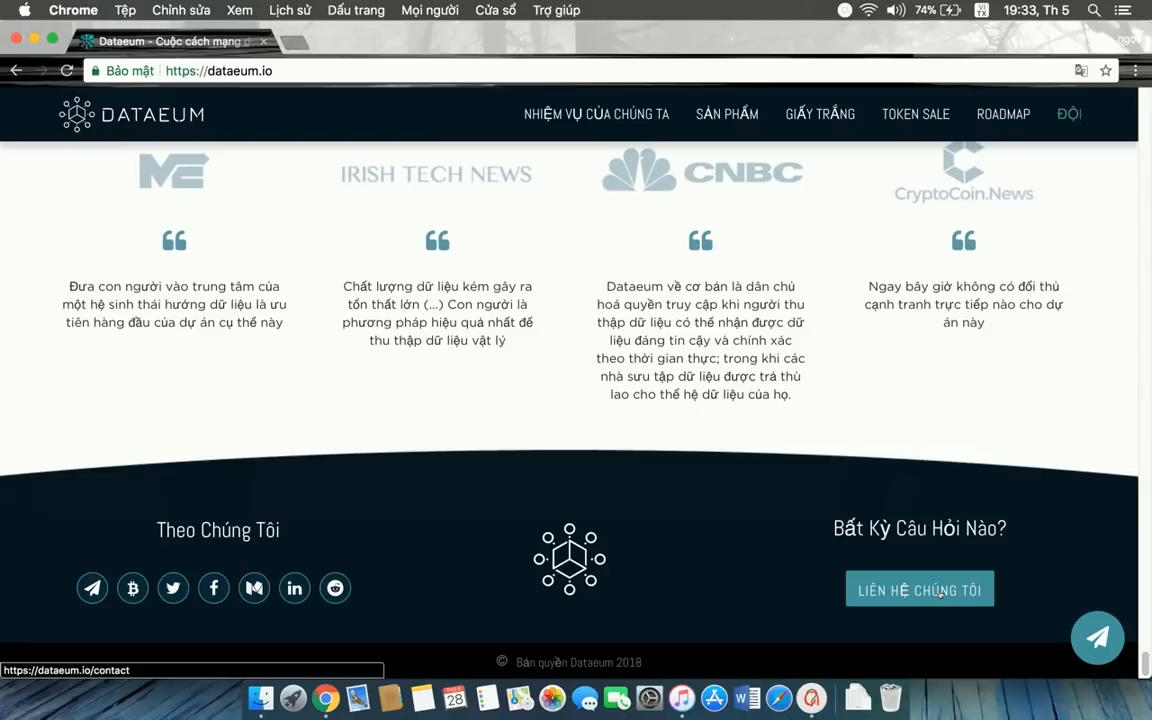 Chrome Tệp Chỉnh sửa Xem Lịch sử Dấu trang Mọi người Cửa sổ Trợ giúp 74% VI TX 19:33, Th 5
Dataeum - Cuộc cách mạng
Bảo mật https://dataeum.io
DATAEUM NHIỆM VỤ CỦA CHÚNG TA SẢN PHẨM GIẤY TRẮNG TOKEN SALE ROADMAP ĐỘI
ME IRISH TECH NEWS CNBC CryptoCoin.News
Đưa con người vào trung tâm của
một hệ sinh thái hướng dữ liệu là ưu
tiên hàng đầu của dự án cụ thể này
Chất lượng dữ liệu kém gây ra
tổn thất lớn (...) Con người là
phương pháp hiệu quả nhất để
thu thập dữ liệu vật lý
Dataeum về cơ bản là dân chủ
hoá quyền truy cập khi người thu
thập dữ liệu có thể nhận được dữ
liệu đáng tin cậy và chính xác
theo thời gian thực; trong khi các
nhà sưu tập dữ liệu được trả thù
lao cho thế hệ dữ liệu của họ.
Ngay bây giờ không có đối thủ
cạnh tranh trực tiếp nào cho dự
án này
Theo Chúng Tôi
Bất Kỳ Câu Hỏi Nào?
LIÊN HỆ CHÚNG TÔI
© Bản quyền Dataeum 2018
https://dataeum.io/contact
28